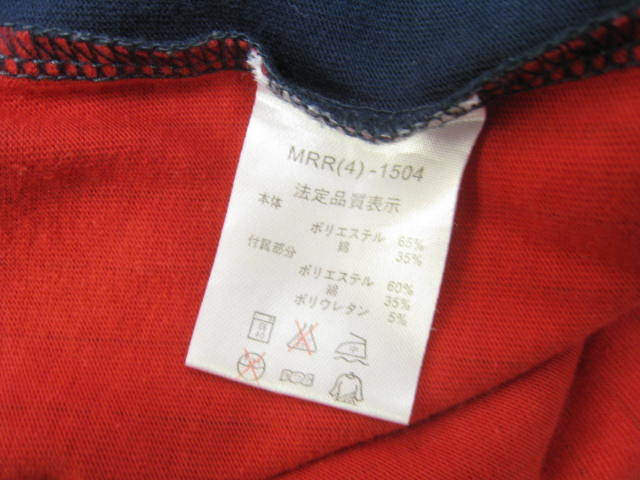 MRR(4)-1504
法定品質表示
本体
ポリエステル 65%
綿 35%
付属部分
ポリエステル 60%
綿 35%
ポリウレタン 5%
中